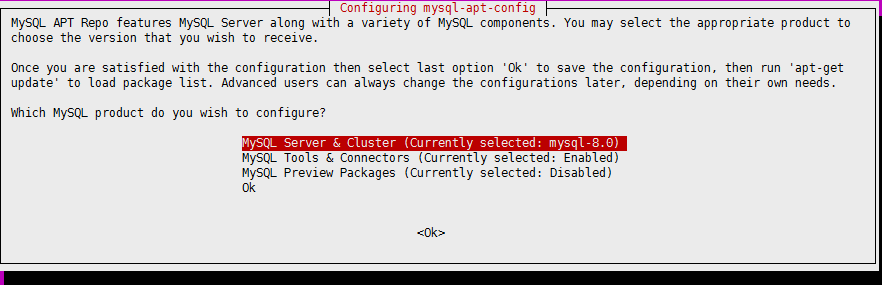 Configuring mysql-apt-config
MySQL APT Repo features MySQL Server along with a variety of MySQL components. You may select the appropriate product to
choose the version that you wish to receive.
Once you are satisfied with the configuration then select last option 'Ok' to save the configuration, then run 'apt-get
update' to load package list. Advanced users can always change the configurations later, depending on their own needs.
Which MySQL product do you wish to configure?
MySQL Server & Cluster (Currently selected: mysql-8.0)
MySQL Tools & Connectors (Currently selected: Enabled)
MySQL Preview Packages (Currently selected: Disabled)
Ok
<Ok>